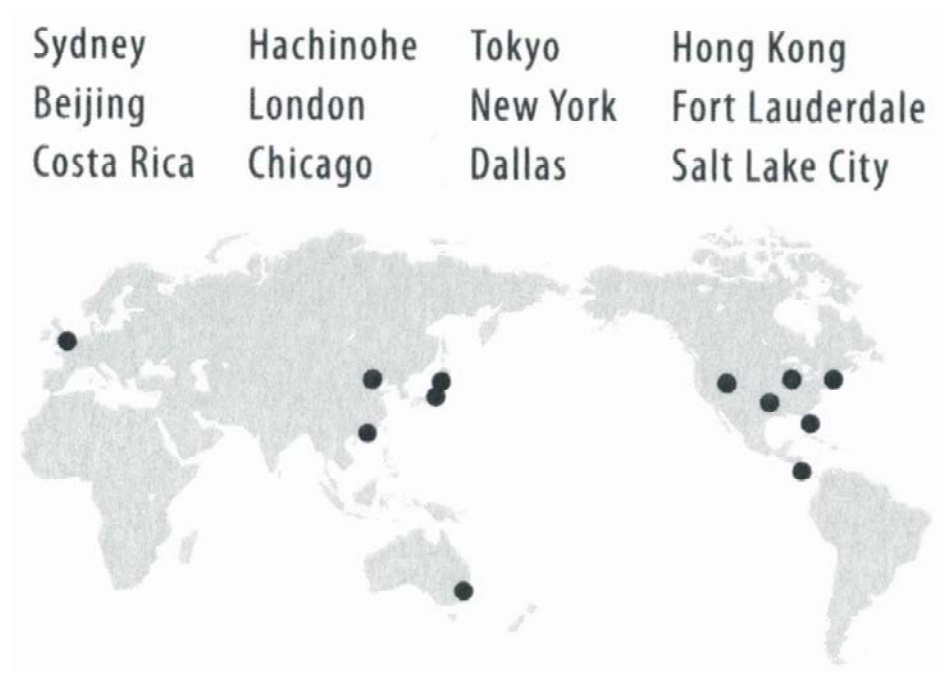 Sydney Hachinohe Tokyo Hong Kong
Beijing London New York Fort Lauderdale
Costa Rica Chicago Dallas Salt Lake City